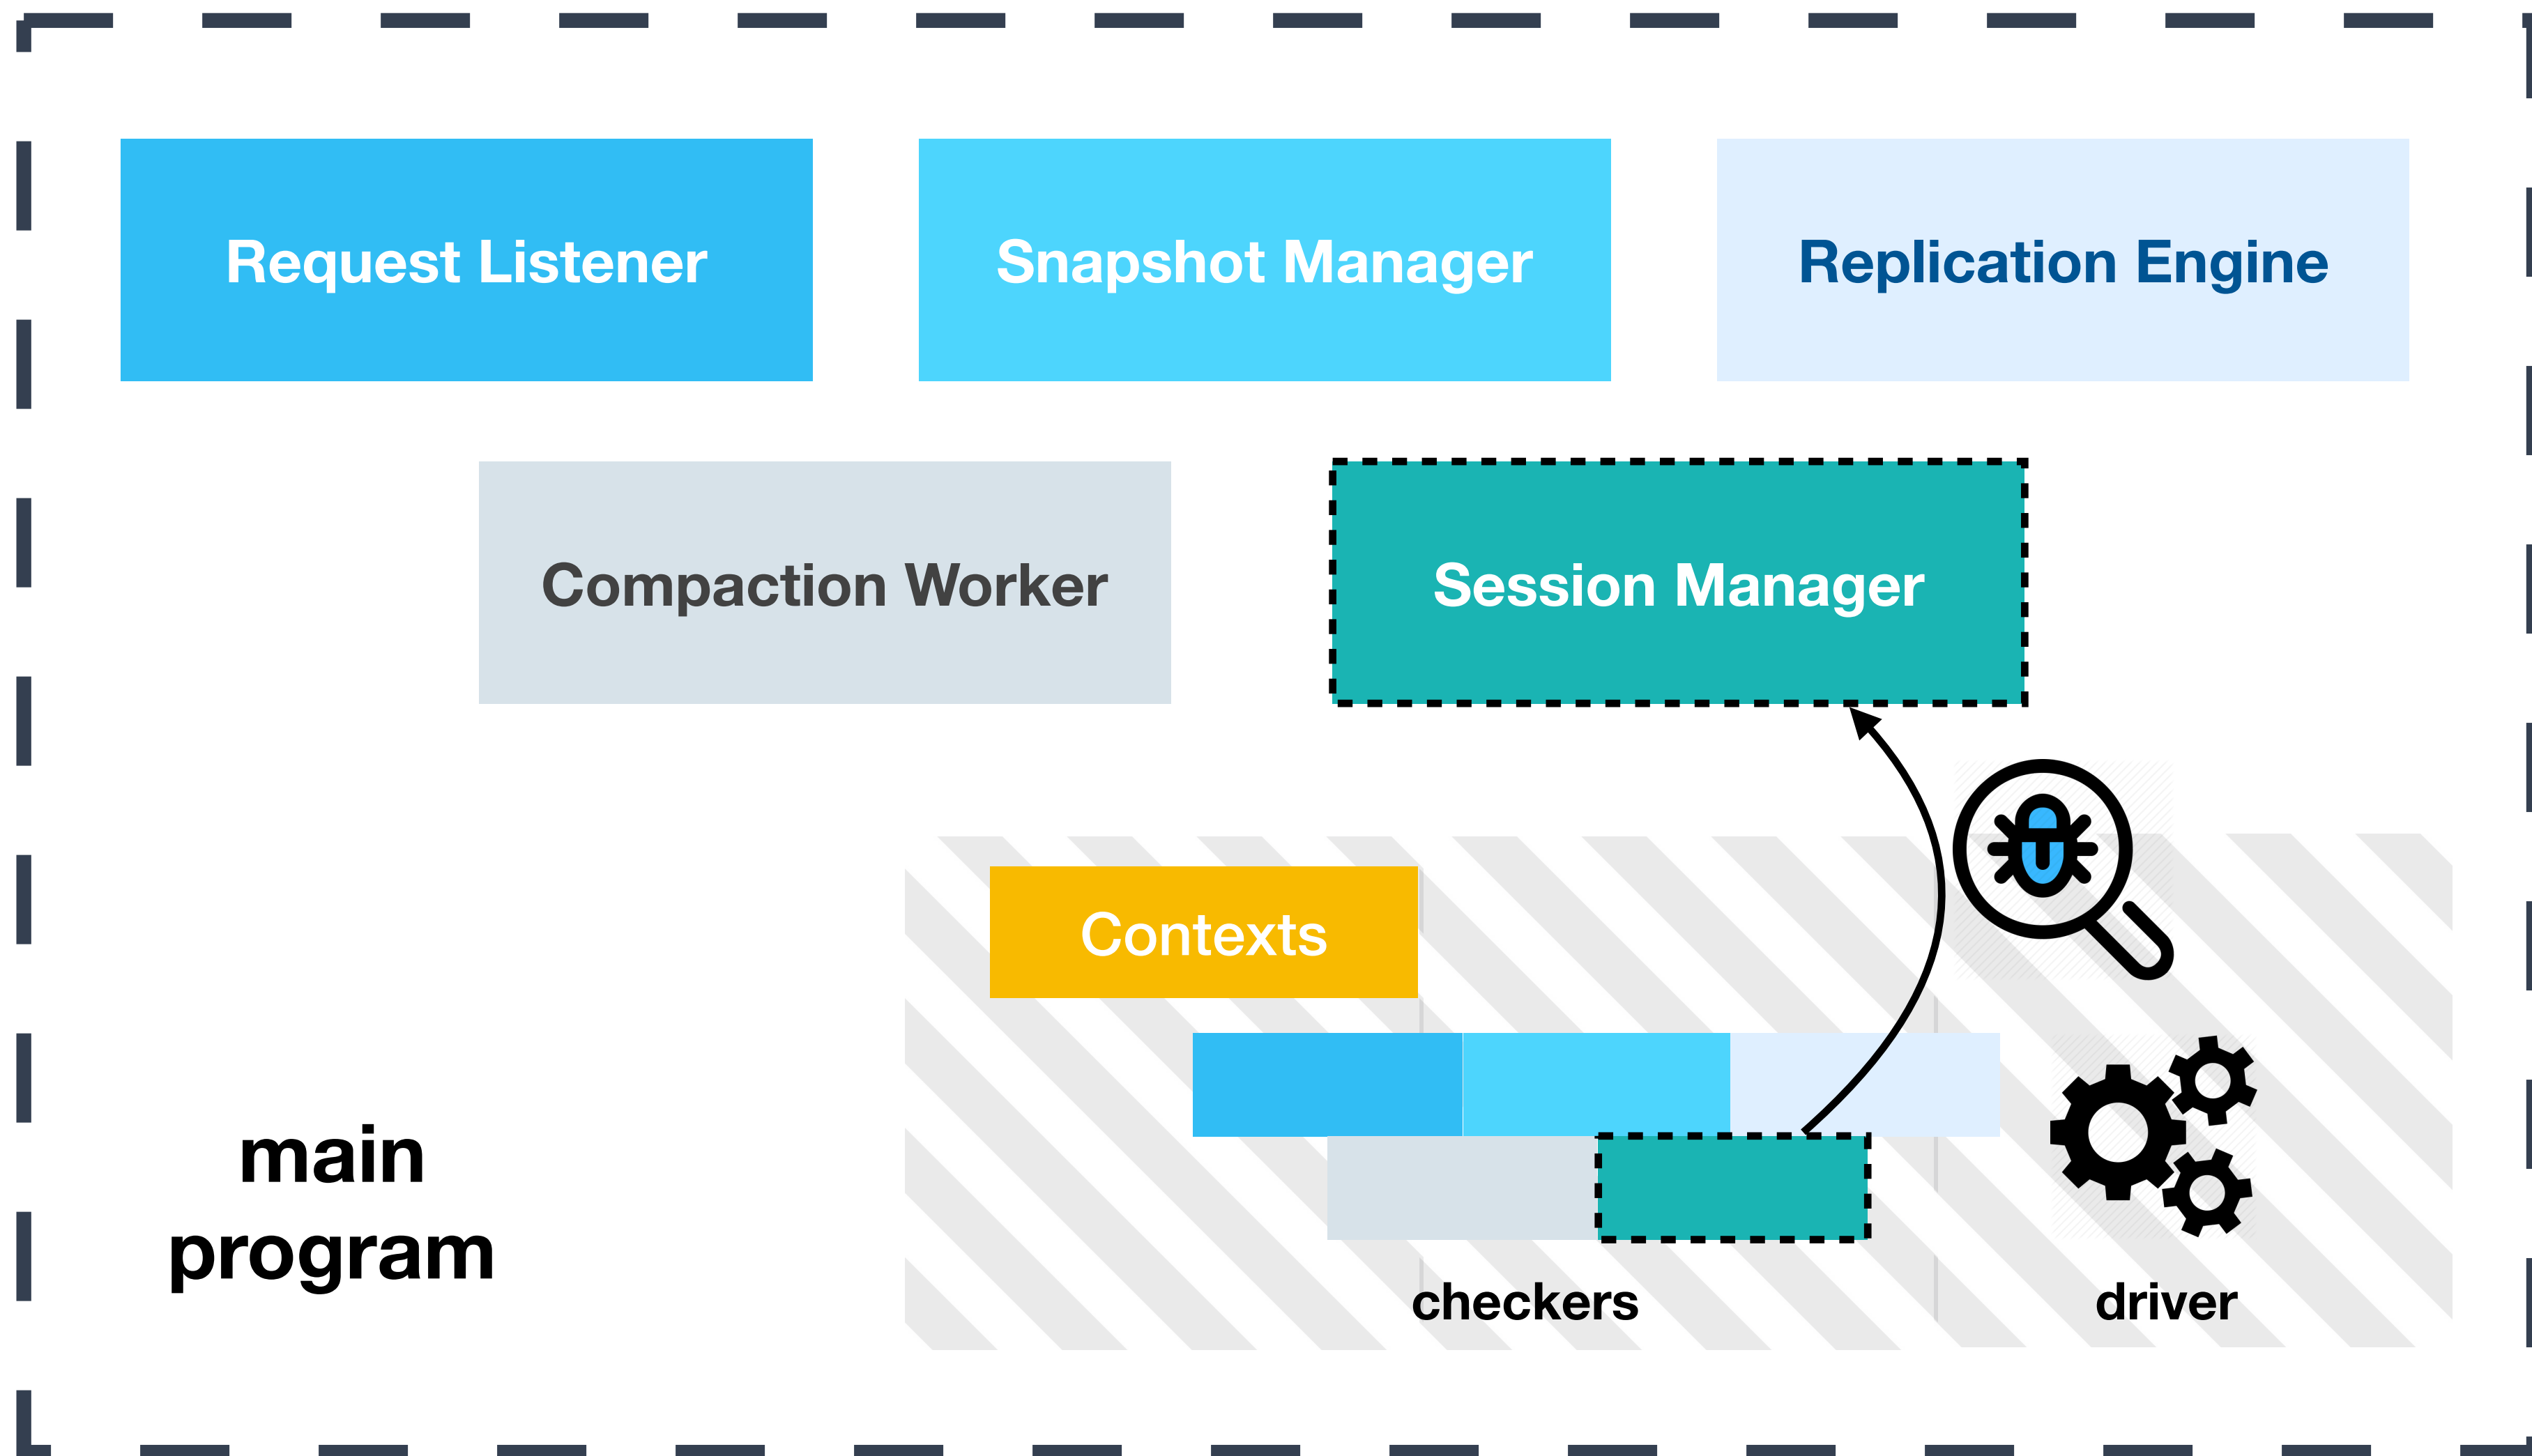 Request Listener
Snapshot Manager
Replication Engine
Compaction Worker
Session Manager
Contexts
main
program
checkers
driver